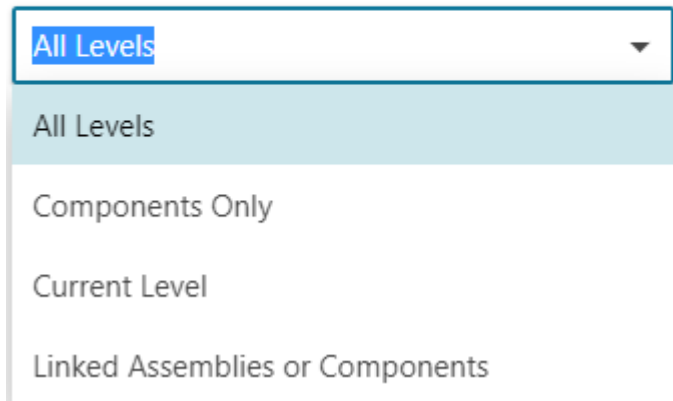 All Levels
All Levels
Components Only
Current Level
Linked Assemblies or Components